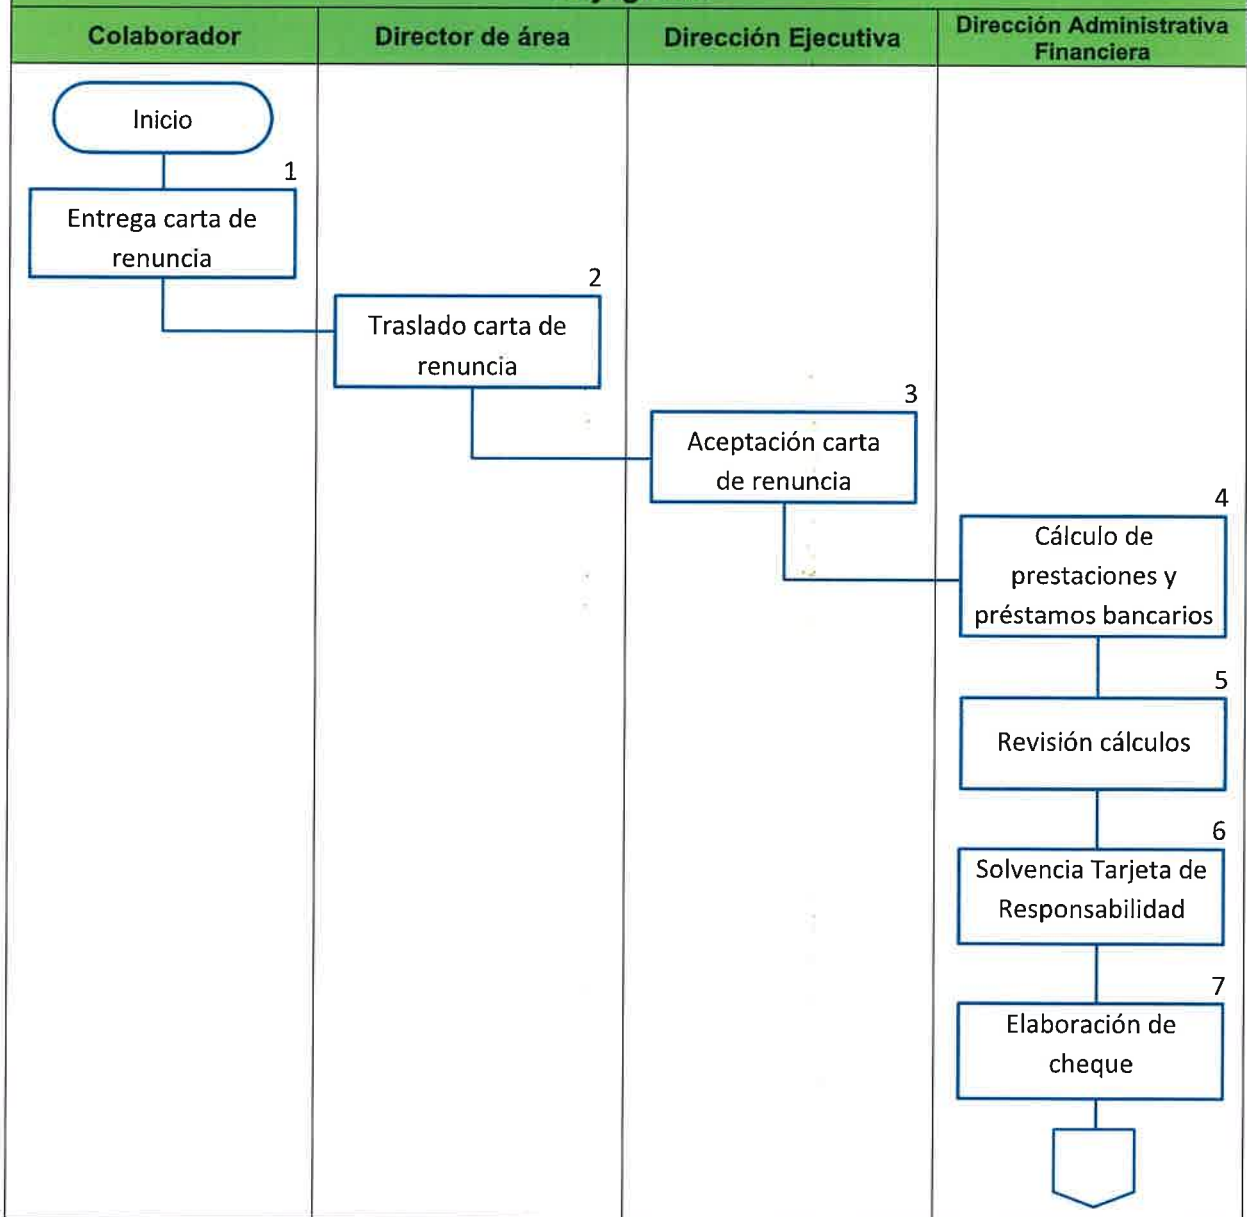 Colaborador
Director de área
Dirección Ejecutiva
Dirección Administrativa
Financiera
Inicio
1
Entrega carta de
renuncia
2
Traslado carta de
renuncia
3
Aceptación carta
de renuncia
4
Cálculo de
prestaciones y
préstamos bancarios
5
Revisión cálculos
6
Solvencia Tarjeta de
Responsabilidad
7
Elaboración de
cheque